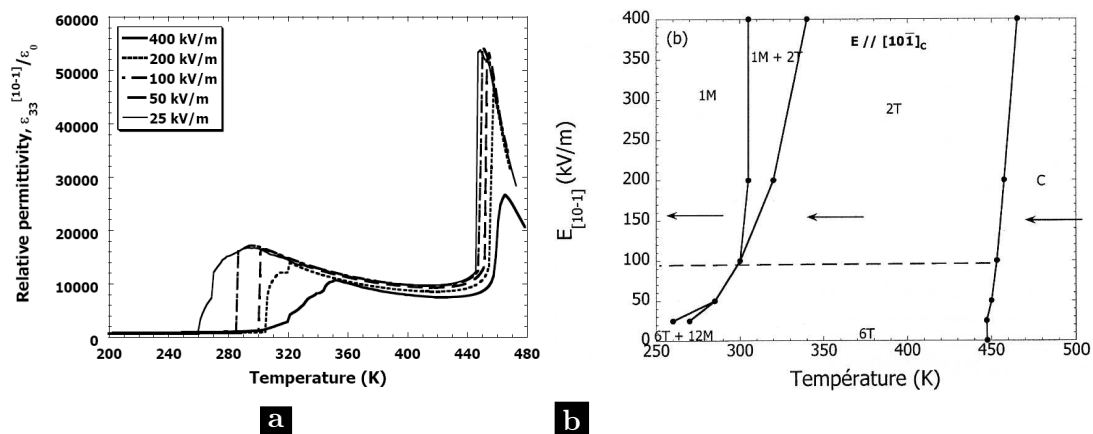 60000
50000
40000
30000
20000
10000
0
200 240 280 320 360 400 440 480
Relative permittivity, ε33^[10-1]/ε0
Temperature (K)
400 kV/m
200 kV/m
100 kV/m
50 kV/m
25 kV/m
a
400
350
300
250
200
150
100
50
0
250 300 350 400 450 500
E[10-1] (kV/m)
Température (K)
(b)
E // [101̄]C
1M + 2T
1M
2T
C
6T + 12M
6T
b